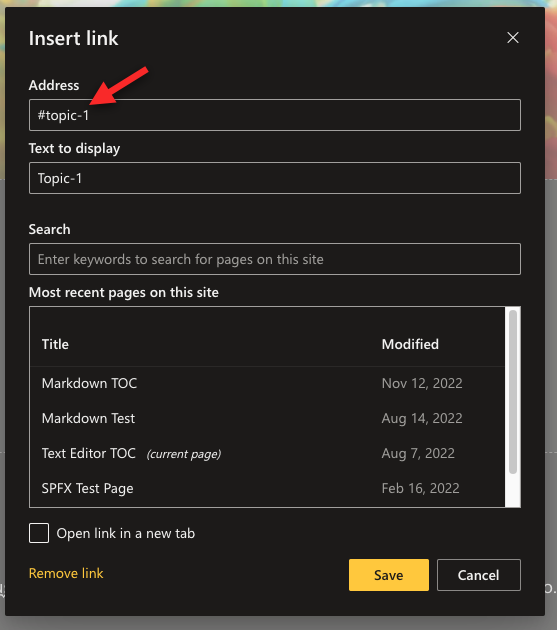 Insert link
Address
#topic-1
Text to display
Topic-1
Search
Enter keywords to search for pages on this site
Most recent pages on this site
Title Modified
Markdown TOC Nov 12, 2022
Markdown Test Aug 14, 2022
Text Editor TOC (current page) Aug 7, 2022
SPFX Test Page Feb 16, 2022
Open link in a new tab
Remove link Save Cancel